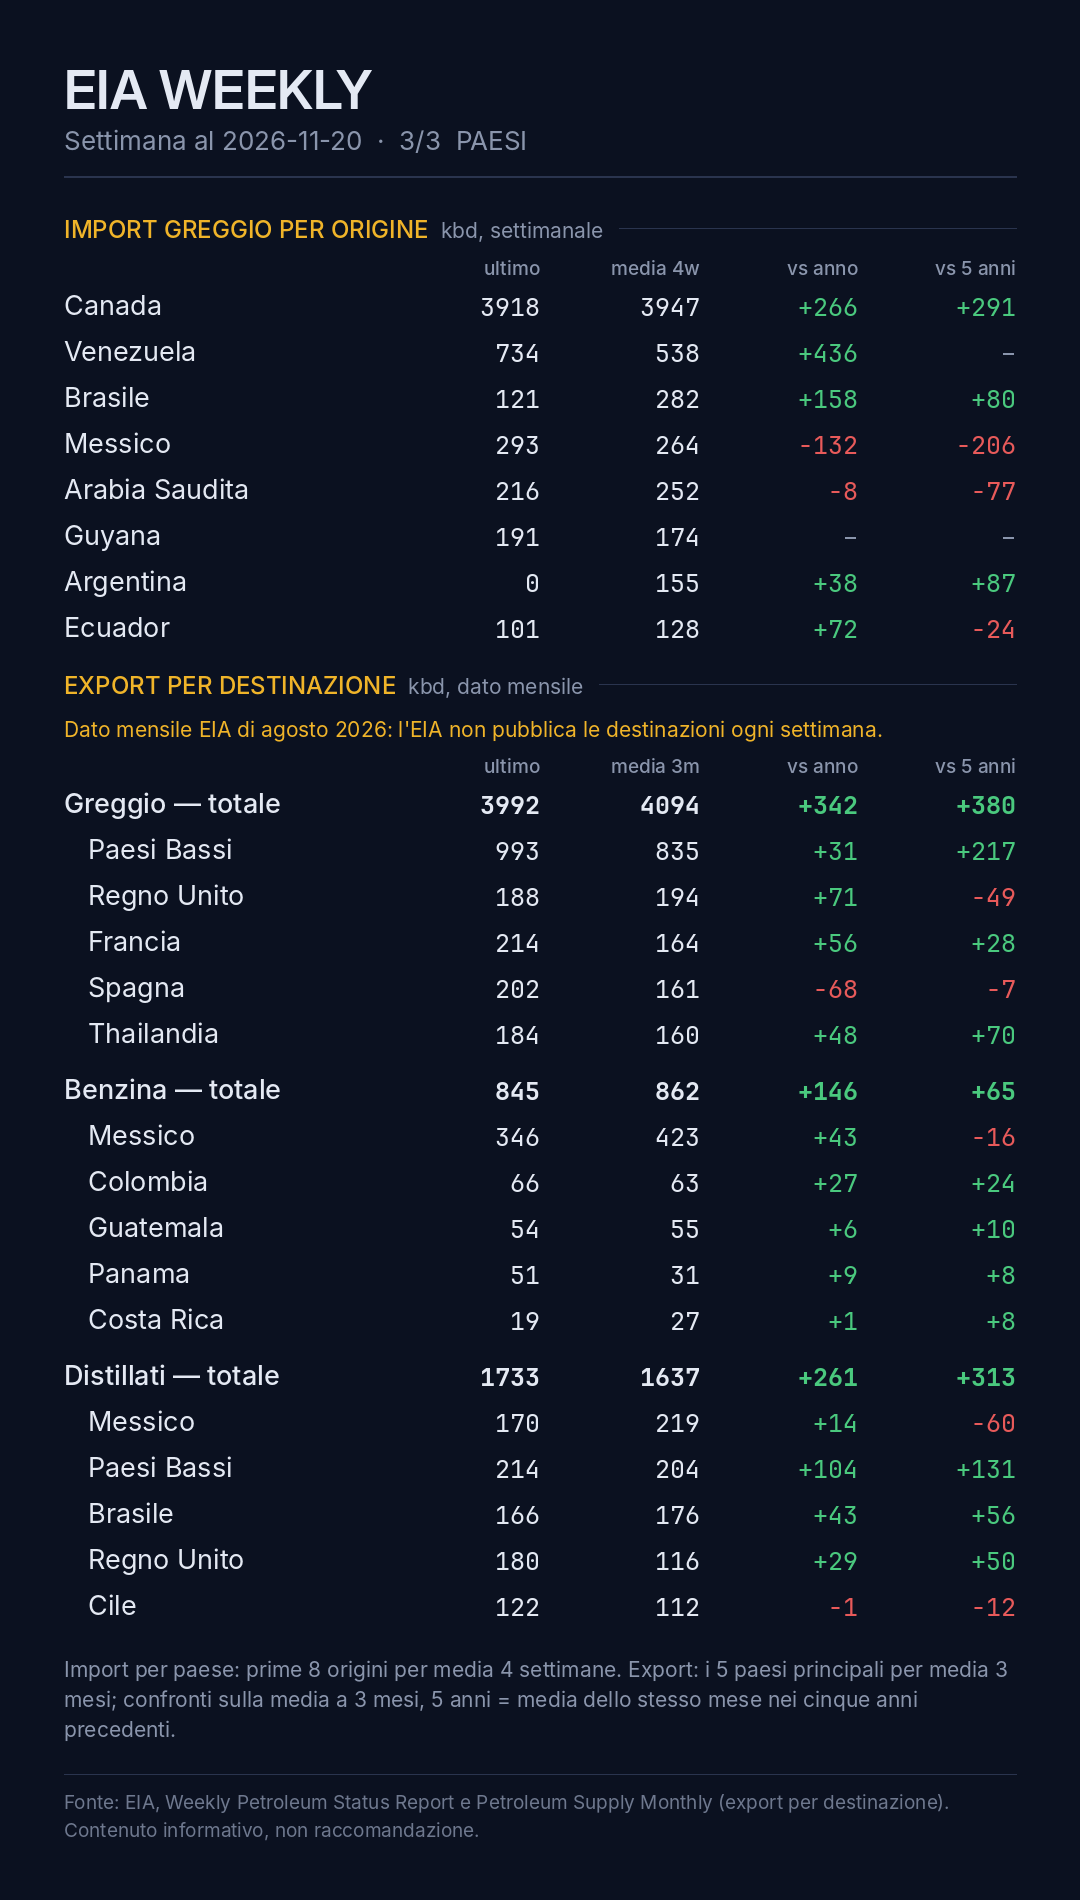 EIA WEEKLY
Settimana al 2026-11-20 · 3/3 PAESI
IMPORT GREGGIO PER ORIGINE kbd, settimanale
ultimo media 4w vs anno vs 5 anni
Canada 3918 3947 +266 +291
Venezuela 734 538 +436 –
Brasile 121 282 +158 +80
Messico 293 264 -132 -206
Arabia Saudita 216 252 -8 -77
Guyana 191 174 – –
Argentina 0 155 +38 +87
Ecuador 101 128 +72 -24
EXPORT PER DESTINAZIONE kbd, dato mensile
Dato mensile EIA di agosto 2026: l'EIA non pubblica le destinazioni ogni settimana.
ultimo media 3m vs anno vs 5 anni
Greggio — totale 3992 4094 +342 +380
Paesi Bassi 993 835 +31 +217
Regno Unito 188 194 +71 -49
Francia 214 164 +56 +28
Spagna 202 161 -68 -7
Thailandia 184 160 +48 +70
Benzina — totale 845 862 +146 +65
Messico 346 423 +43 -16
Colombia 66 63 +27 +24
Guatemala 54 55 +6 +10
Panama 51 31 +9 +8
Costa Rica 19 27 +1 +8
Distillati — totale 1733 1637 +261 +313
Messico 170 219 +14 -60
Paesi Bassi 214 204 +104 +131
Brasile 166 176 +43 +56
Regno Unito 180 116 +29 +50
Cile 122 112 -1 -12
Import per paese: prime 8 origini per media 4 settimane. Export: i 5 paesi principali per media 3
mesi; confronti sulla media a 3 mesi, 5 anni = media dello stesso mese nei cinque anni
precedenti.
Fonte: EIA, Weekly Petroleum Status Report e Petroleum Supply Monthly (export per destinazione).
Contenuto informativo, non raccomandazione.